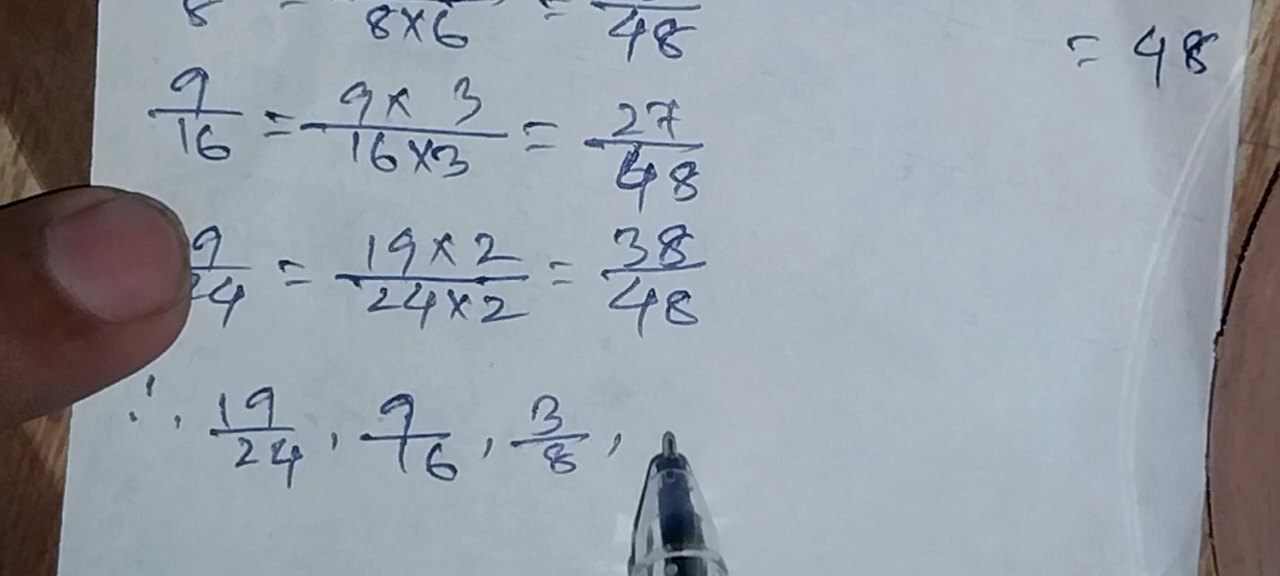 8 = 8×6 = 48
= 48
9/16 = 9×3/16×3 = 27/48
9/24 = 19×2/24×2 = 38/48
∴ 19/24, 9/16, 3/8,